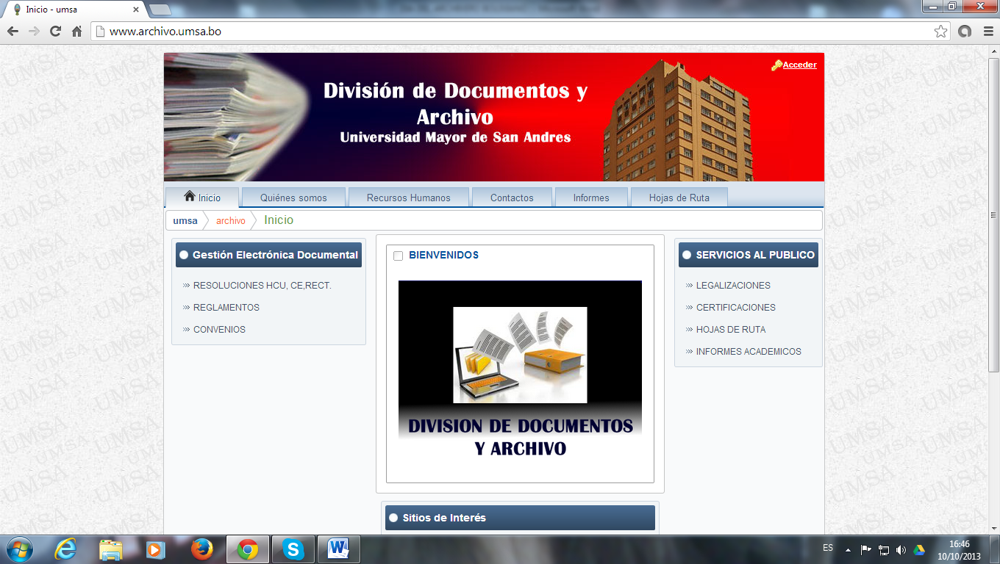 Inicio - umsa
www.archivo.umsa.bo
Acceder
División de Documentos y
Archivo
Universidad Mayor de San Andres
Inicio
Quiénes somos
Recursos Humanos
Contactos
Informes
Hojas de Ruta
umsa
archivo
Inicio
Gestión Electrónica Documental
RESOLUCIONES HCU, CE,RECT.
REGLAMENTOS
CONVENIOS
BIENVENIDOS
DIVISION DE DOCUMENTOS
Y ARCHIVO
SERVICIOS AL PUBLICO
LEGALIZACIONES
CERTIFICACIONES
HOJAS DE RUTA
INFORMES ACADEMICOS
Sitios de Interés
UMSA
ES
16:46
10/10/2013